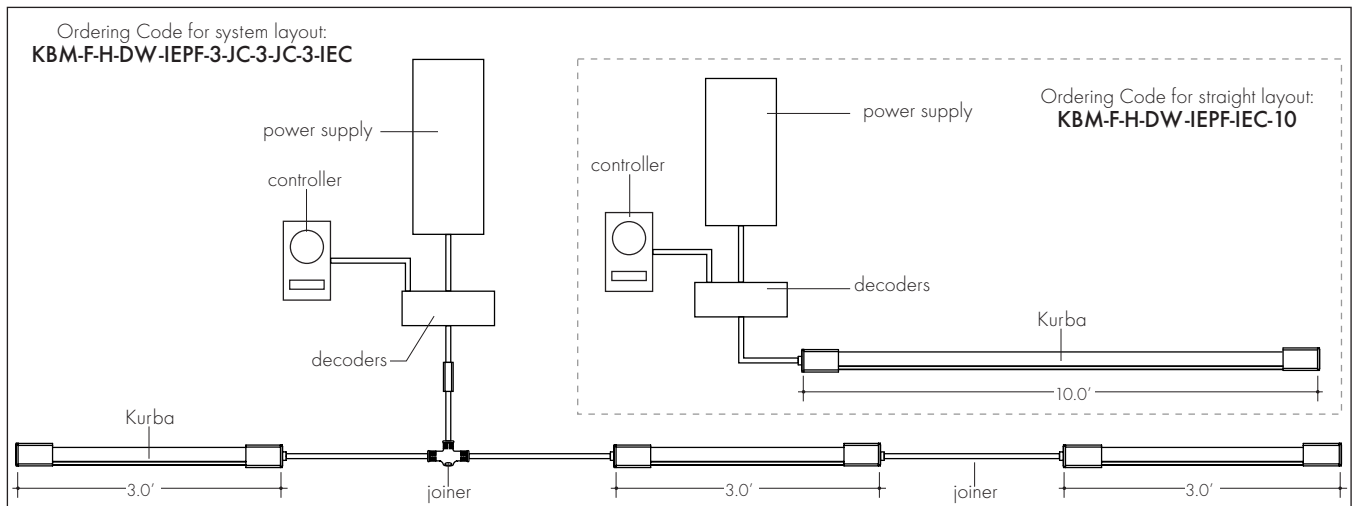 Ordering Code for system layout:
KBM-F-H-DW-IEPF-3-JC-3-JC-3-IEC
power supply
controller
decoders
Kurba
3.0’
joiner
3.0’
joiner
3.0’
Ordering Code for straight layout:
KBM-F-H-DW-IEPF-IEC-10
power supply
controller
decoders
Kurba
10.0’